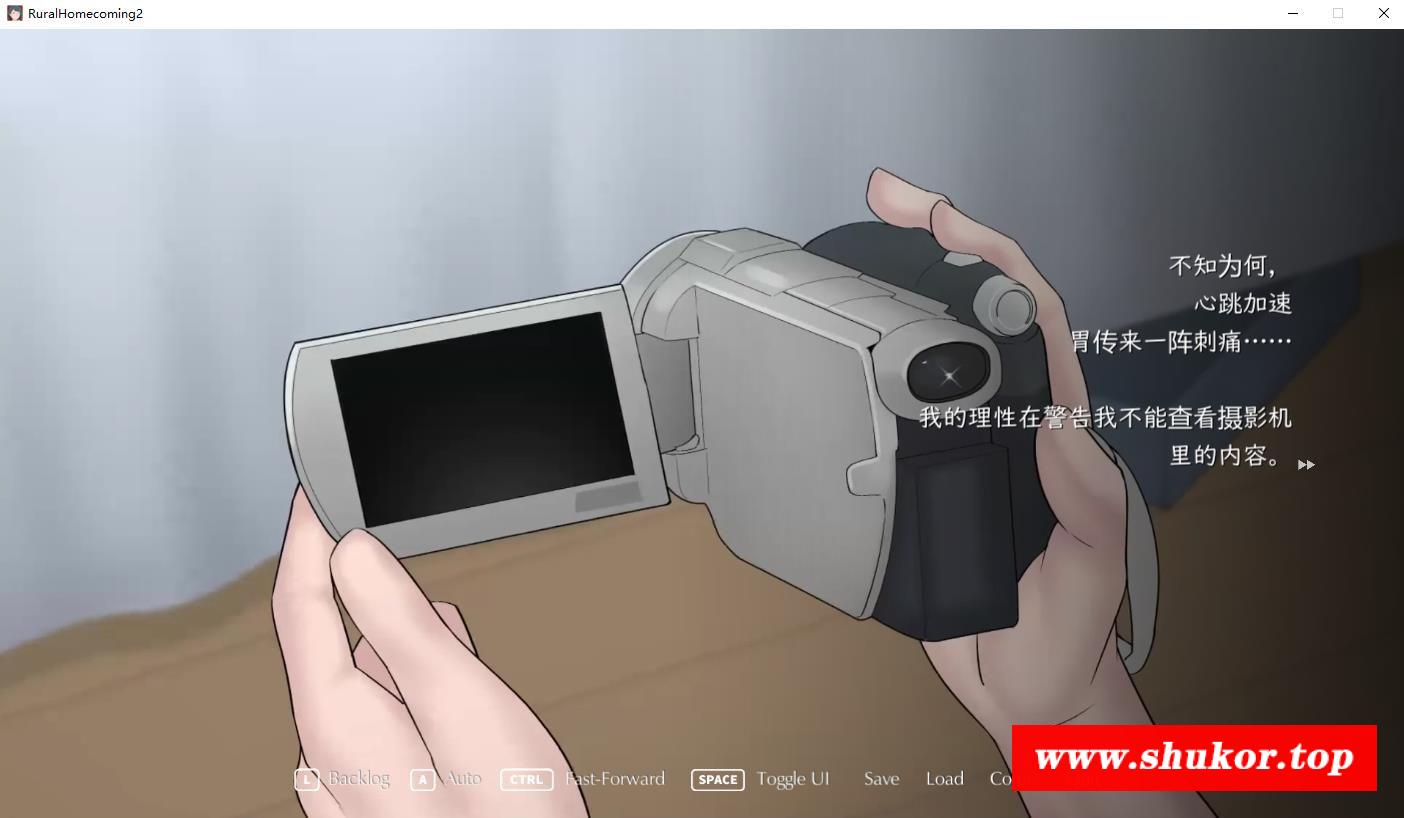 RuralHomecoming2
不知为何，
心跳加速
胃传来一阵刺痛……
我的理性在警告我不能查看摄影机
里的内容。
L Backlog A Auto CTRL Fast-Forward SPACE Toggle UI Save Load
www.shukor.top